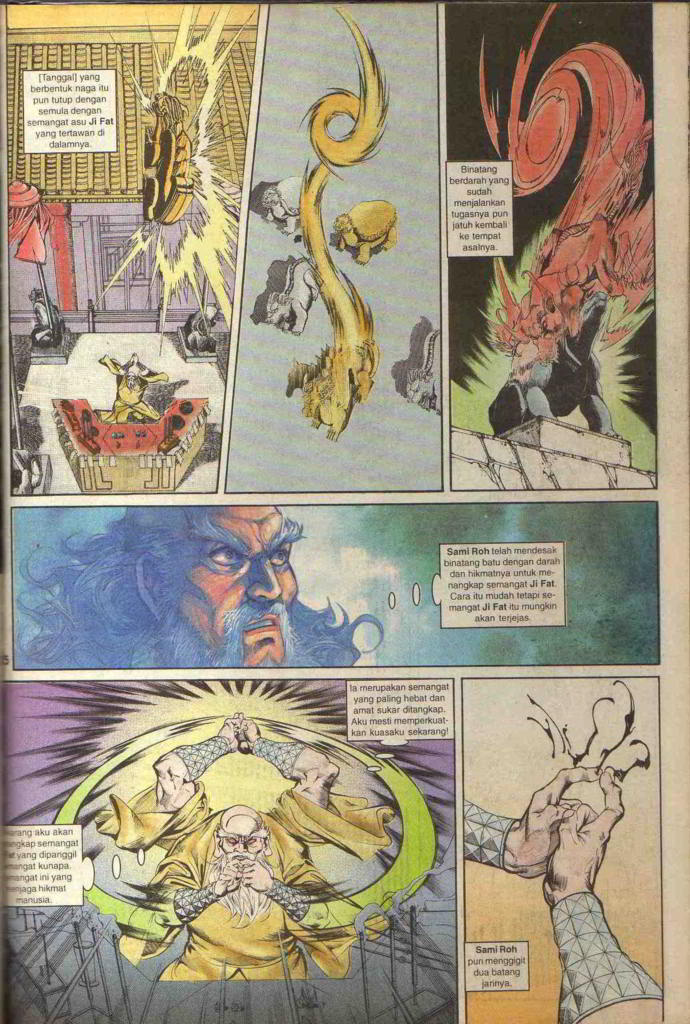 [Tanggal] yang
berbentuk naga itu
pun tutup dengan
semula dengan
semangat asu Ji Fat
yang tertawan di
dalamnya.
Binatang
berdarah yang
sudah
menjalankan
tugasnya pun
jatuh kembali
ke tempat
asalnya.
Sami Roh telah mendesak
binatang batu dengan darah
dan hikmatnya untuk me-
nangkap semangat Ji Fat.
Cara itu mudah tetapi se-
mangat Ji Fat itu mungkin
akan terjejas.
Ia merupakan semangat
yang paling hebat dan
amat sukar ditangkap.
Aku mesti memperkuat-
kan kuasaku sekarang!
aku akan
semangat
yang dipanggil
kunapa.
ini yang
hikmat
manusia.
Sami Roh
pun menggigit
dua batang
jarinya.